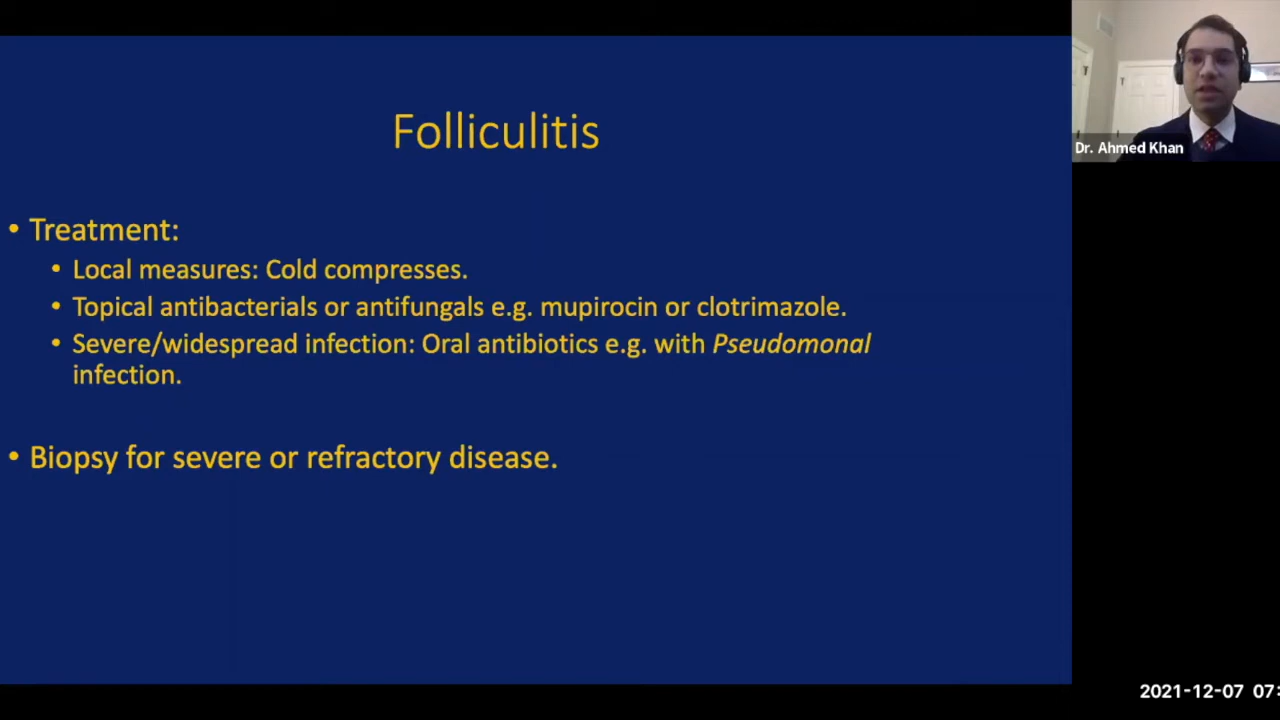 Folliculitis
• Treatment:
• Local measures: Cold compresses.
• Topical antibacterials or antifungals e.g. mupirocin or clotrimazole.
• Severe/widespread infection: Oral antibiotics e.g. with Pseudomonal
infection.
• Biopsy for severe or refractory disease.
Dr. Ahmed Khan
2021-12-07 07: